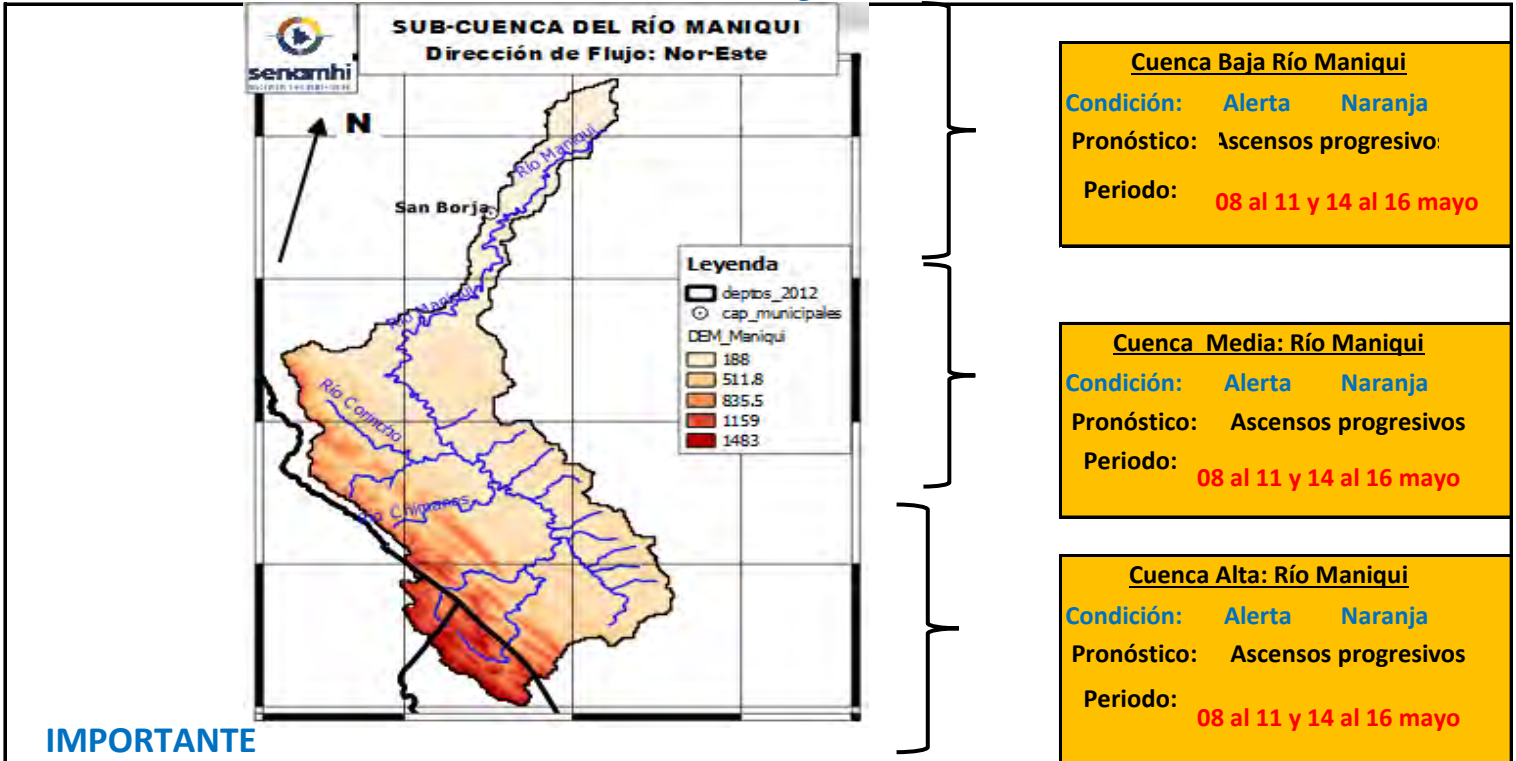 SUB-CUENCA DEL RÍO MANIQUI
Dirección de Flujo: Nor-Este
senamhi
N
Río Maniqui
San Borja
Río Maniqui
Río Corincho
Río Chimanes
Leyenda
deptos_2012
cap_municipales
DEM_Maniqui
188
511.8
835.5
1159
1483
IMPORTANTE
Cuenca Baja Río Maniqui
Condición: Alerta Naranja
Pronóstico: Ascensos progresivos
Periodo: 08 al 11 y 14 al 16 mayo
Cuenca Media: Río Maniqui
Condición: Alerta Naranja
Pronóstico: Ascensos progresivos
Periodo: 08 al 11 y 14 al 16 mayo
Cuenca Alta: Río Maniqui
Condición: Alerta Naranja
Pronóstico: Ascensos progresivos
Periodo: 08 al 11 y 14 al 16 mayo